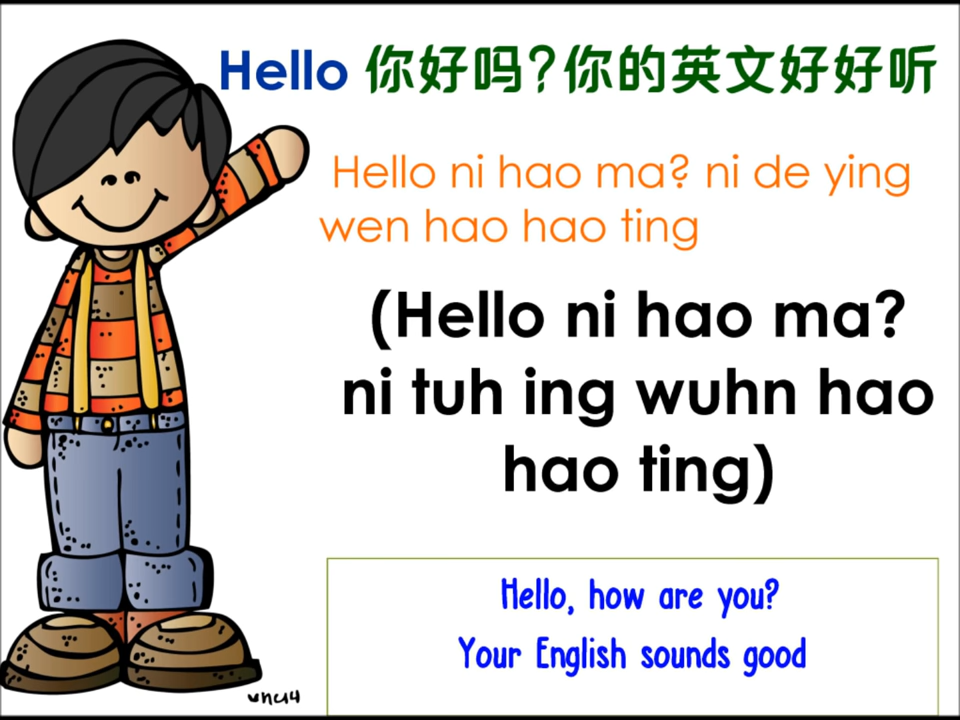 Hello 你好吗?你的英文好好听
Hello ni hao ma? ni de ying
wen hao hao ting
(Hello ni hao ma?
ni tuh ing wuhn hao
hao ting)
Hello, how are you?
Your English sounds good